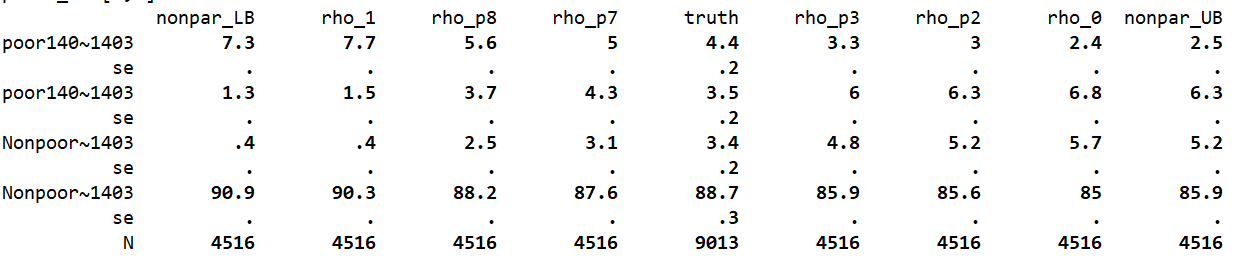 nonpar_LB rho_1 rho_p8 rho_p7 truth rho_p3 rho_p2 rho_0 nonpar_UB
poor140~1403 7.3 7.7 5.6 5 4.4 3.3 3 2.4 2.5
se . . . . .2 . . . .
poor140~1403 1.3 1.5 3.7 4.3 3.5 6 6.3 6.8 6.3
se . . . . .2 . . . .
Nonpoor~1403 .4 .4 2.5 3.1 3.4 4.8 5.2 5.7 5.2
se . . . . .2 . . . .
Nonpoor~1403 90.9 90.3 88.2 87.6 88.7 85.9 85.6 85 85.9
se . . . . .3 . . . .
N 4516 4516 4516 4516 9013 4516 4516 4516 4516